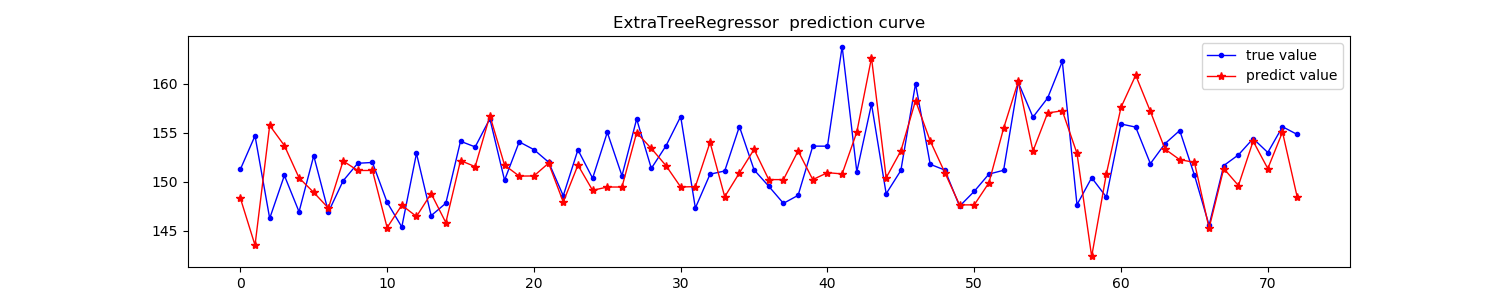 ExtraTreeRegressor  prediction curve
true value
predict value
160
155
150
145
0 10 20 30 40 50 60 70